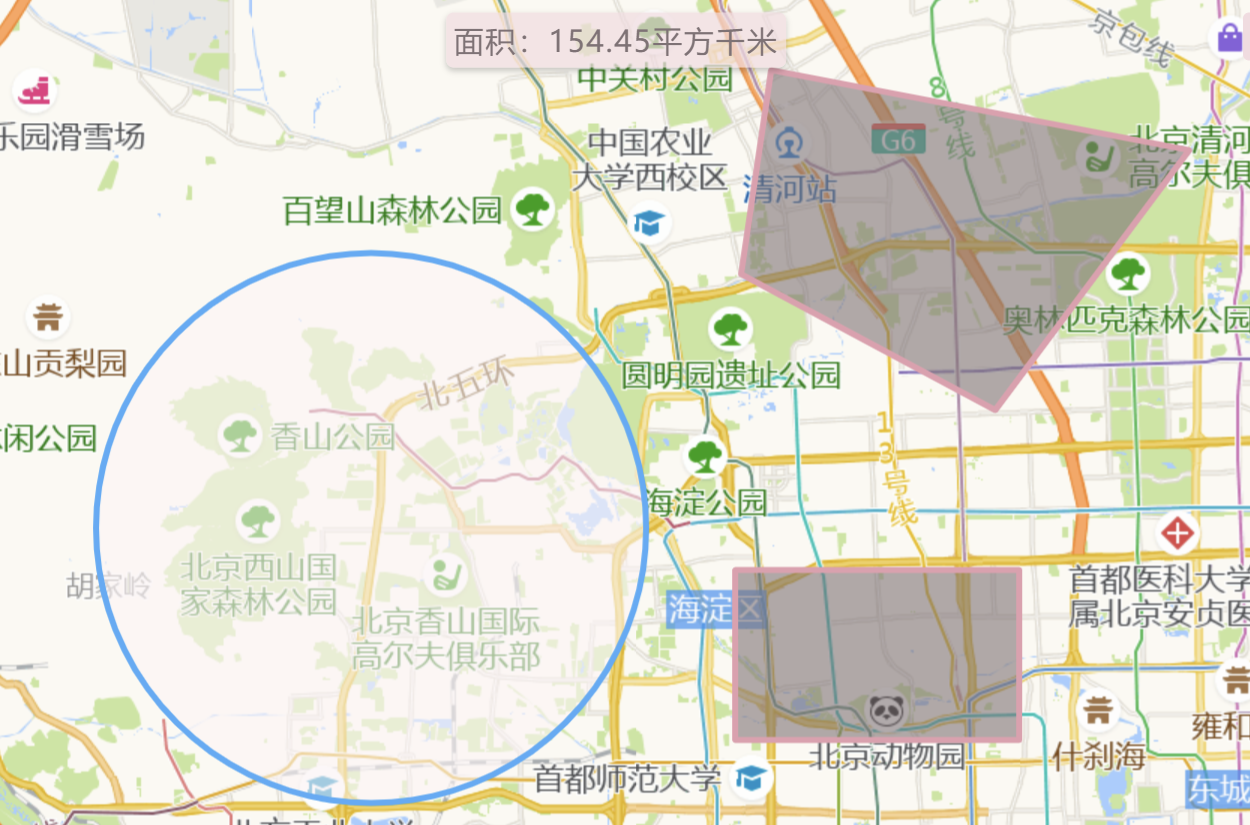 面积：154.45平方千米
京包线
中关村公园
8号线
乐园滑雪场
中国农业
大学西校区
G6
北京清河
高尔夫俱
清河站
百望山森林公园
山贡梨园
奥林匹克森林公园
圆明园遗址公园
北五环
香山公园
闲公园
13号线
海淀公园
北京西山国
家森林公园
胡家岭
首都医科大学
属北京安贞医
海淀区
北京香山国际
高尔夫俱乐部
雍和
什刹海
北京动物园
首都师范大学
东城